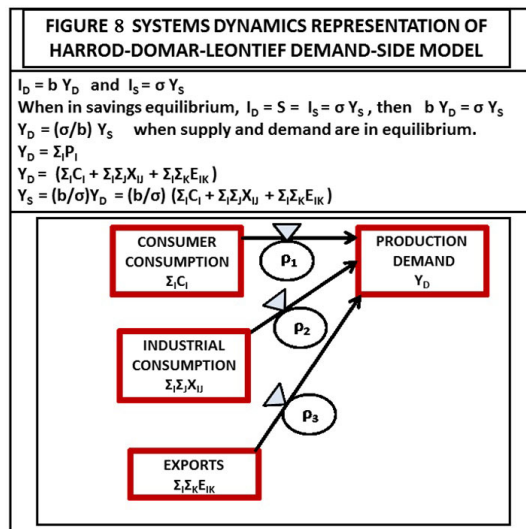 FIGURE 8 SYSTEMS DYNAMICS REPRESENTATION OF
HARROD-DOMAR-LEONTIEF DEMAND-SIDE MODEL
I_D = b Y_D and I_S = σ Y_S
When in savings equilibrium, I_D = S = I_S = σ Y_S , then b Y_D = σ Y_S
Y_D = (σ/b) Y_S when supply and demand are in equilibrium.
Y_D = Σ_I P_I
Y_D = (Σ_I C_I + Σ_I Σ_J X_IJ + Σ_I Σ_K E_IK )
Y_S = (b/σ)Y_D = (b/σ) (Σ_I C_I + Σ_I Σ_J X_IJ + Σ_I Σ_K E_IK )
CONSUMER
CONSUMPTION
Σ_I C_I
ρ_1
PRODUCTION
DEMAND
Y_D
ρ_2
INDUSTRIAL
CONSUMPTION
Σ_I Σ_J X_IJ
ρ_3
EXPORTS
Σ_I Σ_K E_IK